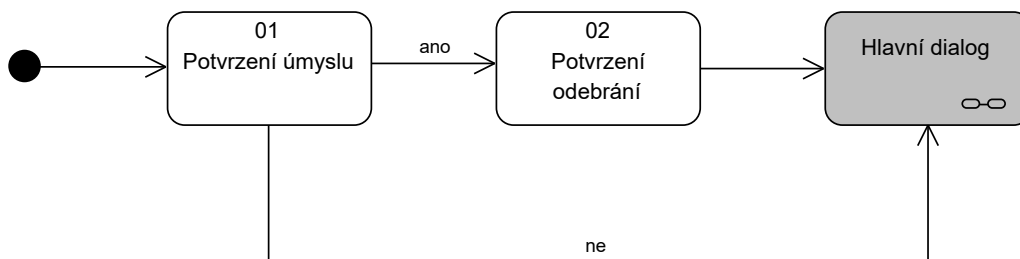 01
Potvrzení úmyslu
ano
02
Potvrzení
odebrání
Hlavní dialog
ne